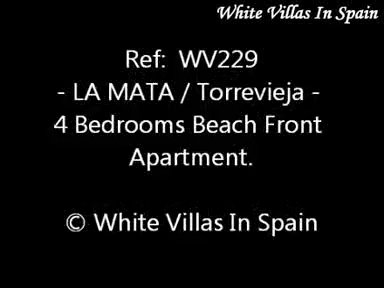 White Villas In Spain
Ref:  WV229
- LA MATA / Torrevieja -
4 Bedrooms Beach Front
Apartment.
© White Villas In Spain